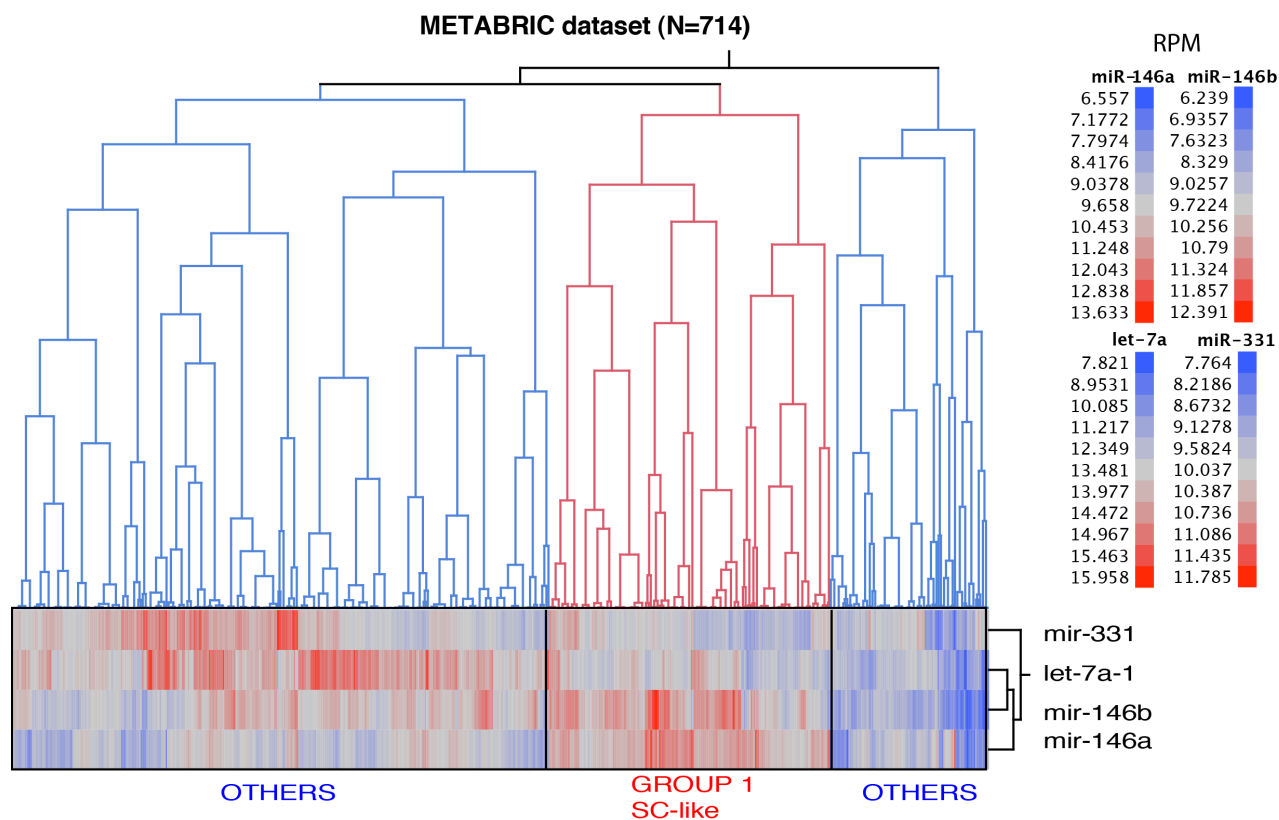 METABRIC dataset (N=714)
RPM
miR-146a miR-146b
6.557 6.239
7.1772 6.9357
7.7974 7.6323
8.4176 8.329
9.0378 9.0257
9.658 9.7224
10.453 10.256
11.248 10.79
12.043 11.324
12.838 11.857
13.633 12.391
let-7a miR-331
7.821 7.764
8.9531 8.2186
10.085 8.6732
11.217 9.1278
12.349 9.5824
13.481 10.037
13.977 10.387
14.472 10.736
14.967 11.086
15.463 11.435
15.958 11.785
mir-331
let-7a-1
mir-146b
mir-146a
OTHERS GROUP 1 OTHERS
SC-like